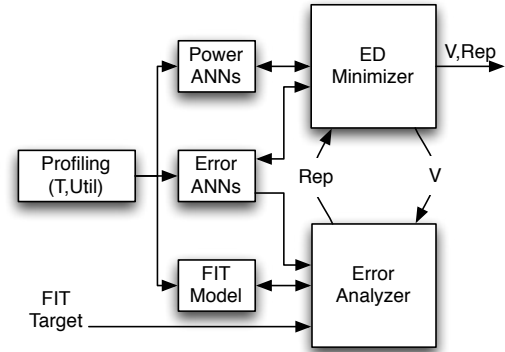 Power
ANNs
ED
Minimizer
V,Rep
Profiling
(T,Util)
Error
ANNs
Rep
V
FIT
Model
Error
Analyzer
FIT
Target